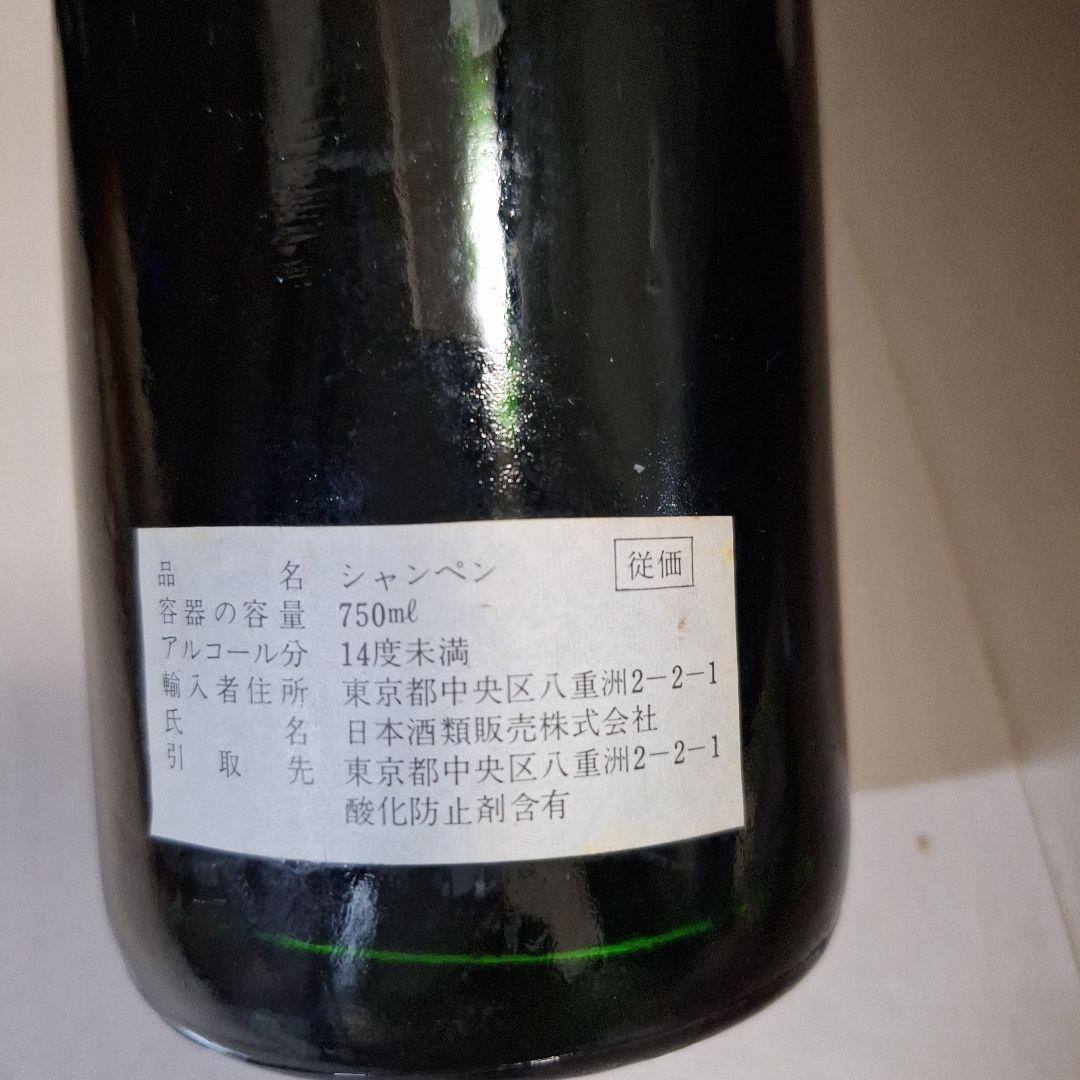 品名 シャンペン 従価
容器の容量 750mℓ
アルコール分 14度未満
輸入者住所 東京都中央区八重洲2-2-1
氏名 日本酒類販売株式会社
引取先 東京都中央区八重洲2-2-1
酸化防止剤含有